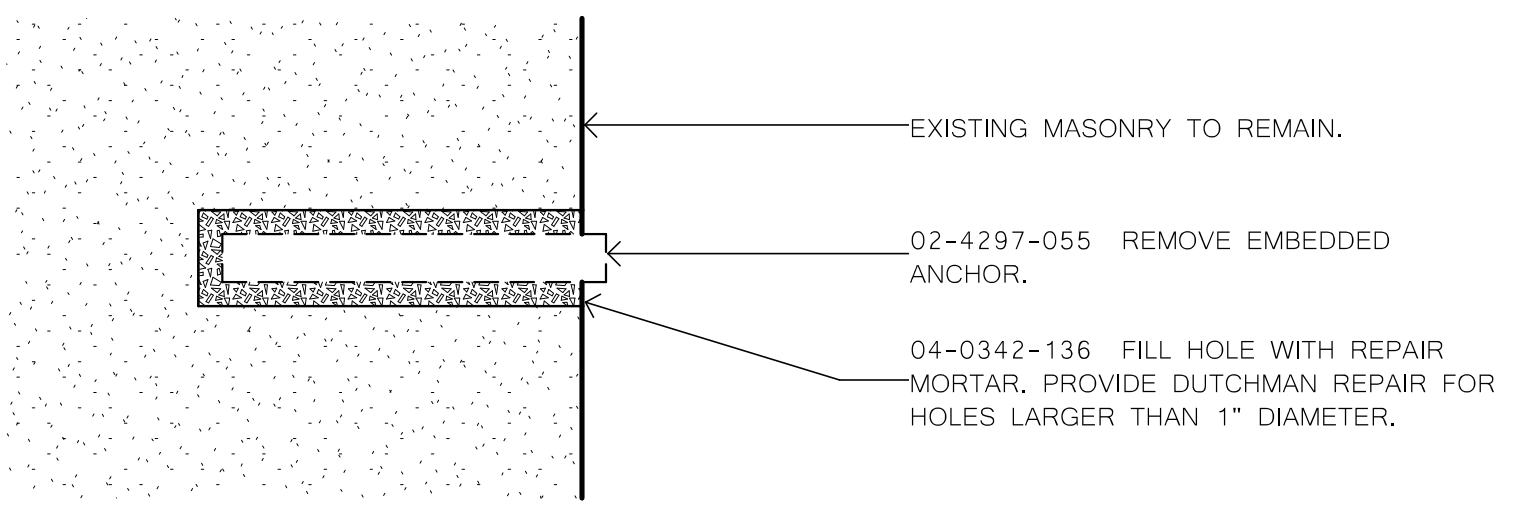 EXISTING MASONRY TO REMAIN.
02-4297-055 REMOVE EMBEDDED
ANCHOR.
04-0342-136 FILL HOLE WITH REPAIR
MORTAR. PROVIDE DUTCHMAN REPAIR FOR
HOLES LARGER THAN 1" DIAMETER.